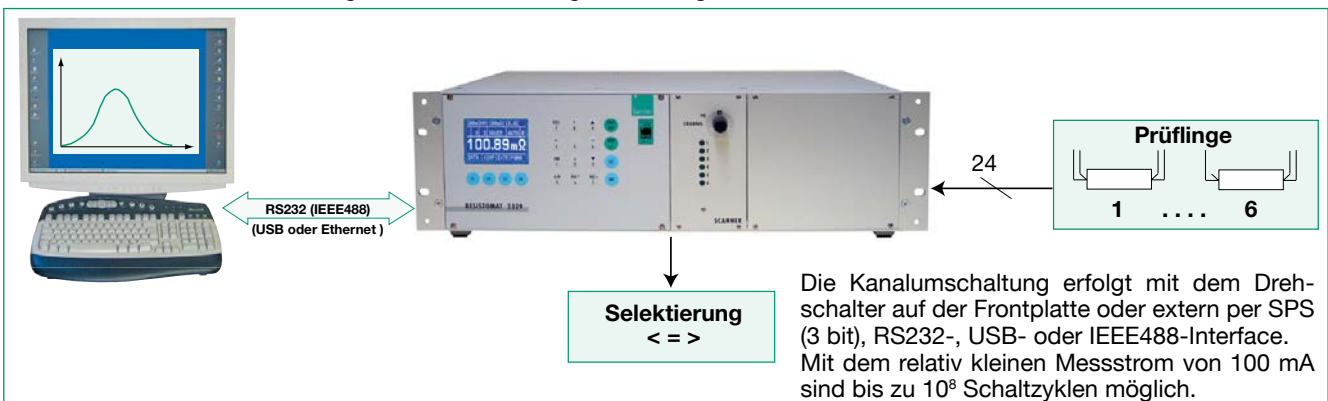 100.89mΩ
RESISTOMAT 2329
CHANNEL
SCANNER
RS232 (IEEE488)
(USB oder Ethernet )
24
Prüflinge
1 . . . . 6
Selektierung
< = >
Die Kanalumschaltung erfolgt mit dem Dreh-
schalter auf der Frontplatte oder extern per SPS
(3 bit), RS232-, USB- oder IEEE488-Interface.
Mit dem relativ kleinen Messstrom von 100 mA
sind bis zu 10⁸ Schaltzyklen möglich.